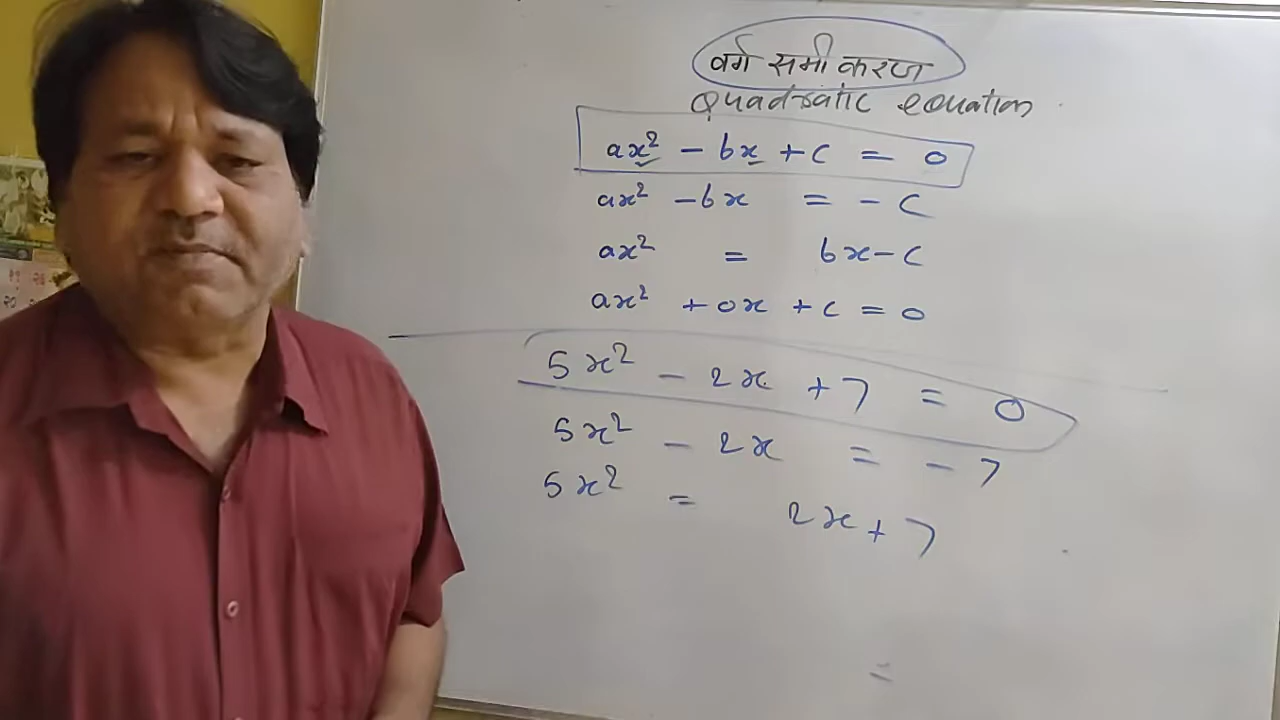 वर्ग समीकरण
Quadratic equation
ax² - bx + c = 0
ax² - bx = - c
ax² = bx - c
ax² + 0x + c = 0
5x² - 2x + 7 = 0
5x² - 2x = - 7
5x² = 2x + 7
=